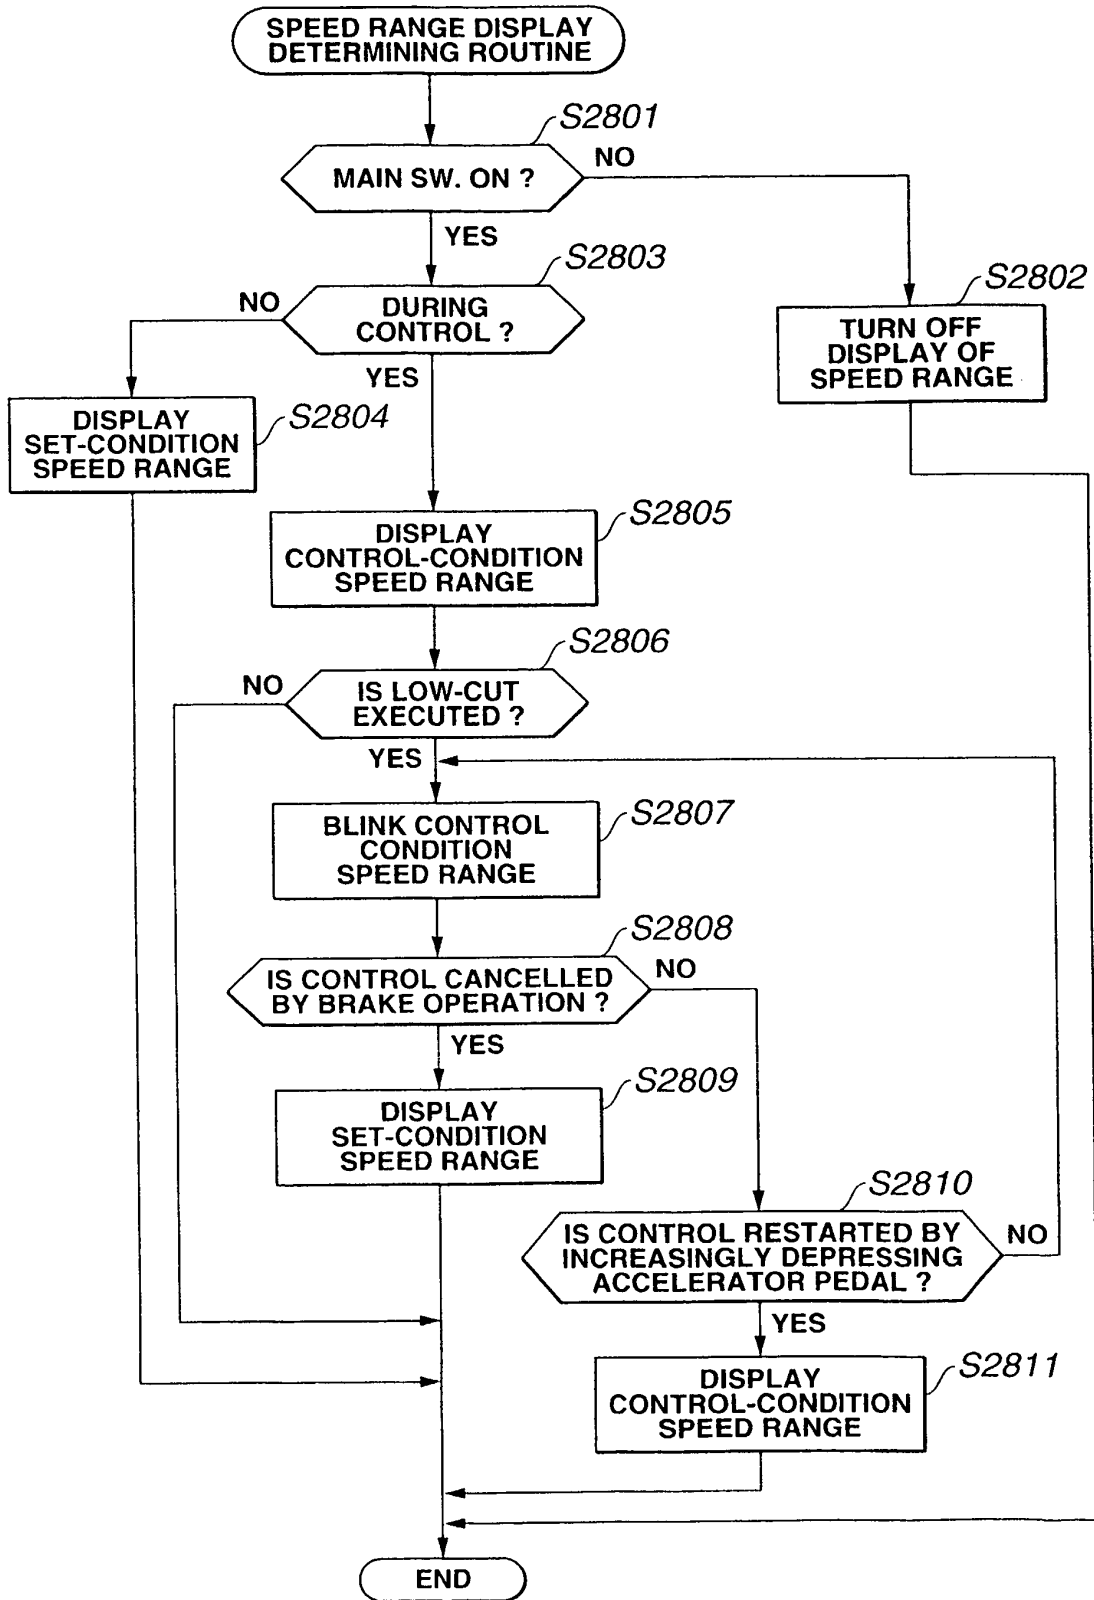 SPEED RANGE DISPLAY
DETERMINING ROUTINE
S2801
MAIN SW. ON ?
NO
YES
S2803
DURING
CONTROL ?
NO
YES
S2802
TURN OFF
DISPLAY OF
SPEED RANGE
S2804
DISPLAY
SET-CONDITION
SPEED RANGE
S2805
DISPLAY
CONTROL-CONDITION
SPEED RANGE
S2806
IS LOW-CUT
EXECUTED ?
NO
YES
S2807
BLINK CONTROL
CONDITION
SPEED RANGE
S2808
IS CONTROL CANCELLED
BY BRAKE OPERATION ?
NO
YES
S2809
DISPLAY
SET-CONDITION
SPEED RANGE
S2810
IS CONTROL RESTARTED BY
INCREASINGLY DEPRESSING
ACCELERATOR PEDAL ?
NO
YES
S2811
DISPLAY
CONTROL-CONDITION
SPEED RANGE
END